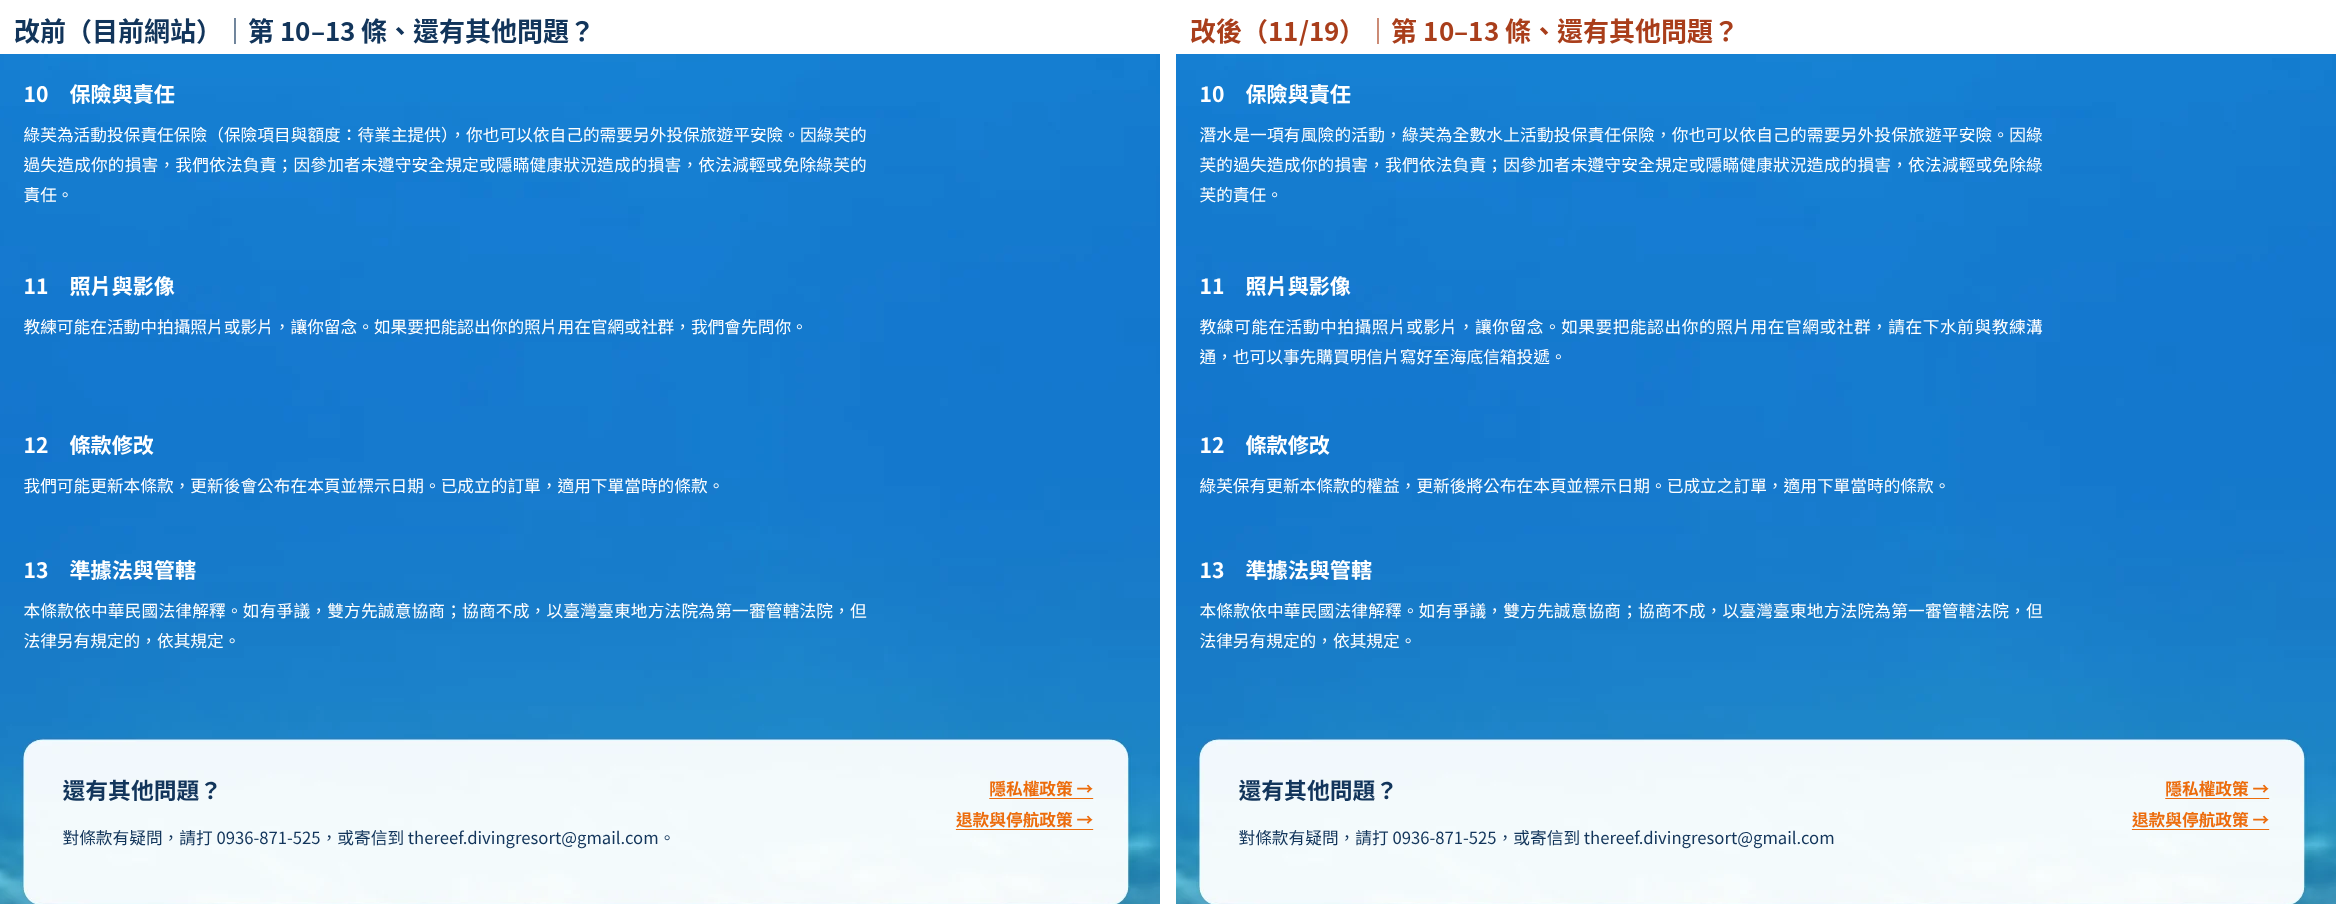 改前（目前網站）｜第 10–13 條、還有其他問題？
10 保險與責任
綠芙為活動投保責任保險（保險項目與額度：待業主提供），你也可以依自己的需要另外投保旅遊平安險。因綠芙的
過失造成你的損害，我們依法負責；因參加者未遵守安全規定或隱瞞健康狀況造成的損害，依法減輕或免除綠芙的
責任。
11 照片與影像
教練可能在活動中拍攝照片或影片，讓你留念。如果要把能認出你的照片用在官網或社群，我們會先問你。
12 條款修改
我們可能更新本條款，更新後會公布在本頁並標示日期。已成立的訂單，適用下單當時的條款。
13 準據法與管轄
本條款依中華民國法律解釋。如有爭議，雙方先誠意協商；協商不成，以臺灣臺東地方法院為第一審管轄法院，但
法律另有規定的，依其規定。
還有其他問題？
對條款有疑問，請打 0936-871-525，或寄信到 thereef.divingresort@gmail.com。
隱私權政策 →
退款與停航政策 →
改後（11/19）｜第 10–13 條、還有其他問題？
10 保險與責任
潛水是一項有風險的活動，綠芙為全數水上活動投保責任保險，你也可以依自己的需要另外投保旅遊平安險。因綠
芙的過失造成你的損害，我們依法負責；因參加者未遵守安全規定或隱瞞健康狀況造成的損害，依法減輕或免除綠
芙的責任。
11 照片與影像
教練可能在活動中拍攝照片或影片，讓你留念。如果要把能認出你的照片用在官網或社群，請在下水前與教練溝
通，也可以事先購買明信片寫好至海底信箱投遞。
12 條款修改
綠芙保有更新本條款的權益，更新後將公布在本頁並標示日期。已成立之訂單，適用下單當時的條款。
13 準據法與管轄
本條款依中華民國法律解釋。如有爭議，雙方先誠意協商；協商不成，以臺灣臺東地方法院為第一審管轄法院，但
法律另有規定的，依其規定。
還有其他問題？
對條款有疑問，請打 0936-871-525，或寄信到 thereef.divingresort@gmail.com
隱私權政策 →
退款與停航政策 →